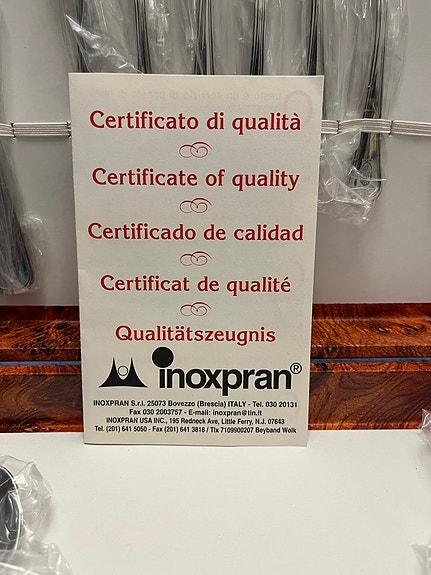 Certificato di qualità
Certificate of quality
Certificado de calidad
Certificat de qualité
Qualitätszeugnis
inoxpran®
INOXPRAN S.r.l. 25073 Bovezzo (Brescia) ITALY - Tel. 030 20131
Fax 030 2003757 - E-mail: inoxpran@tin.it
INOXPRAN USA INC., 195 Redneck Ave, Little Ferry, N.J. 07643
Tel. (201) 641 5050 - Fax (201) 641 3818 / Tlx 7109900207 Beyband Wolk